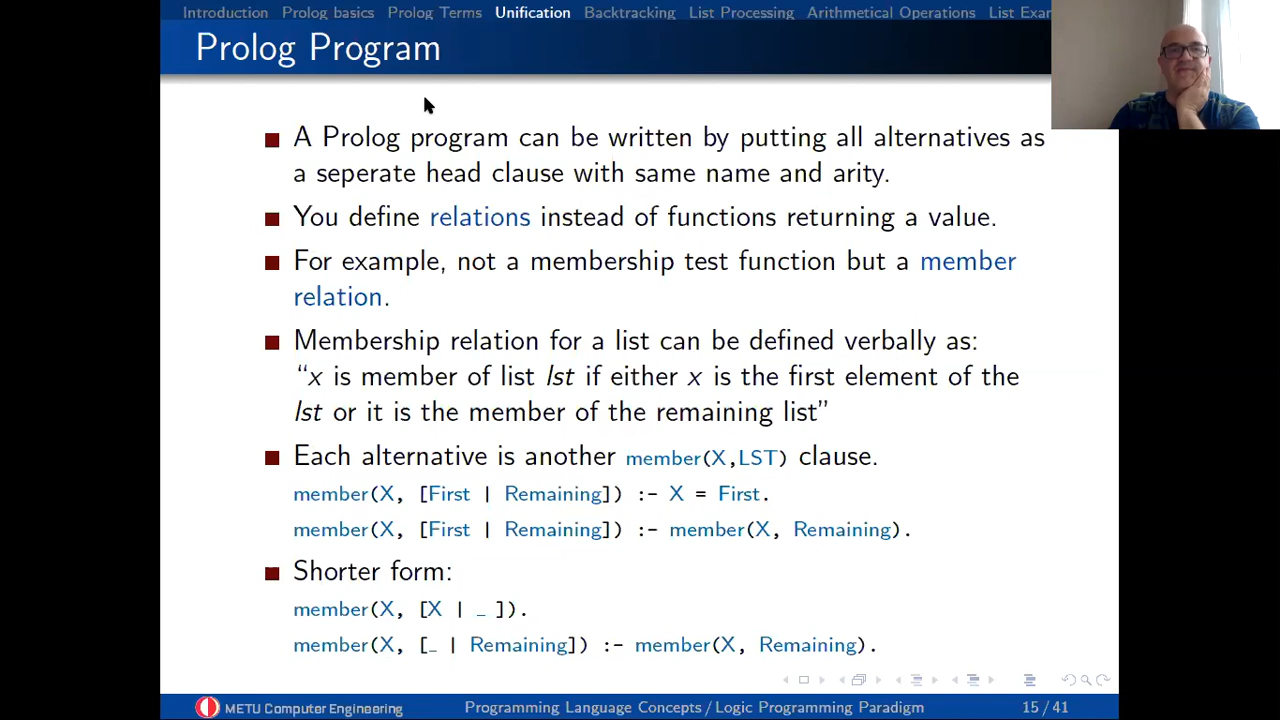 Introduction Prolog basics Prolog Terms Unification Backtracking List Processing Arithmetical Operations List Exar
Prolog Program
A Prolog program can be written by putting all alternatives as
a seperate head clause with same name and arity.
You define relations instead of functions returning a value.
For example, not a membership test function but a member
relation.
Membership relation for a list can be defined verbally as:
“x is member of list lst if either x is the first element of the
lst or it is the member of the remaining list”
Each alternative is another member(X,LST) clause.
member(X, [First | Remaining]) :- X = First.
member(X, [First | Remaining]) :- member(X, Remaining).
Shorter form:
member(X, [X | _ ]).
member(X, [_ | Remaining]) :- member(X, Remaining).
METU Computer Engineering Programming Language Concepts/Logic Programming Paradigm 15 / 41